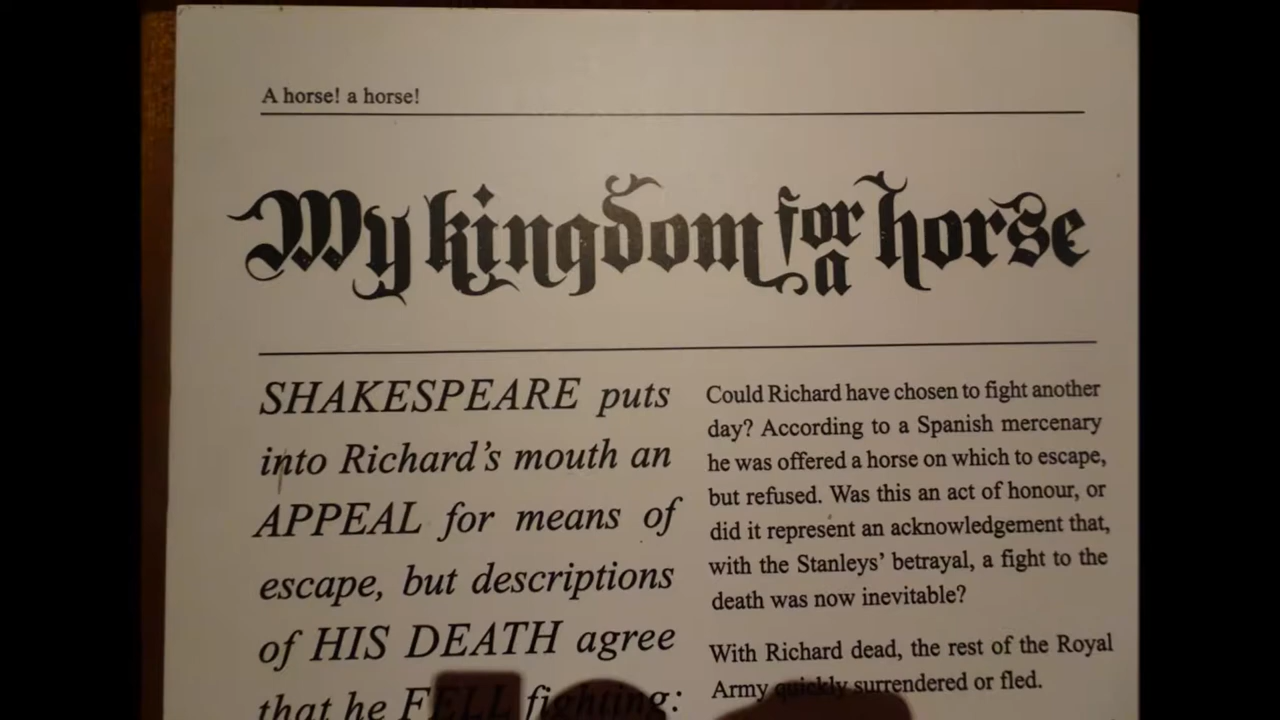 A horse! a horse!
My kingdom for a horse
SHAKESPEARE puts
into Richard's mouth an
APPEAL for means of
escape, but descriptions
of HIS DEATH agree
that he FELL fighting:
Could Richard have chosen to fight another
day? According to a Spanish mercenary
he was offered a horse on which to escape,
but refused. Was this an act of honour, or
did it represent an acknowledgement that,
with the Stanleys' betrayal, a fight to the
death was now inevitable?
With Richard dead, the rest of the Royal
Army quickly surrendered or fled.